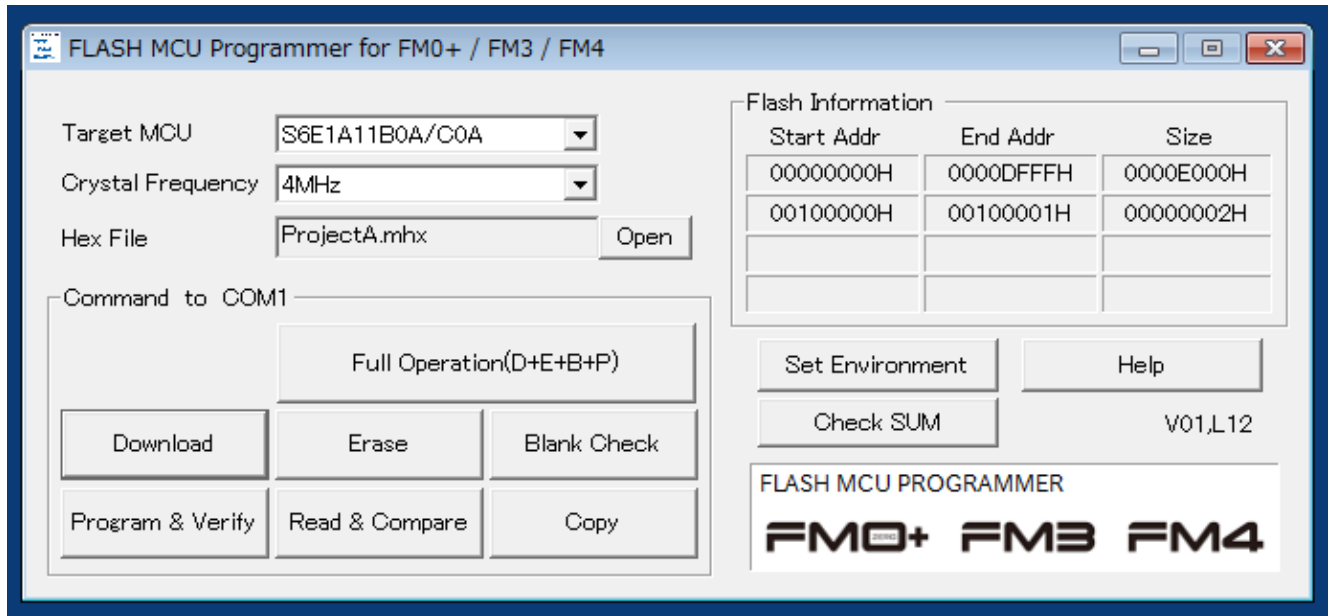 FLASH MCU Programmer for FM0+ / FM3 / FM4
Target MCU S6E1A11B0A/C0A
Crystal Frequency 4MHz
Hex File ProjectA.mhx Open
Command to COM1
Full Operation(D+E+B+P)
Download Erase Blank Check
Program & Verify Read & Compare Copy
Flash Information
Start Addr End Addr Size
00000000H 0000DFFFH 0000E000H
00100000H 00100001H 00000002H
Set Environment Help
Check SUM V01,L12
FLASH MCU PROGRAMMER
FM0+ FM3 FM4